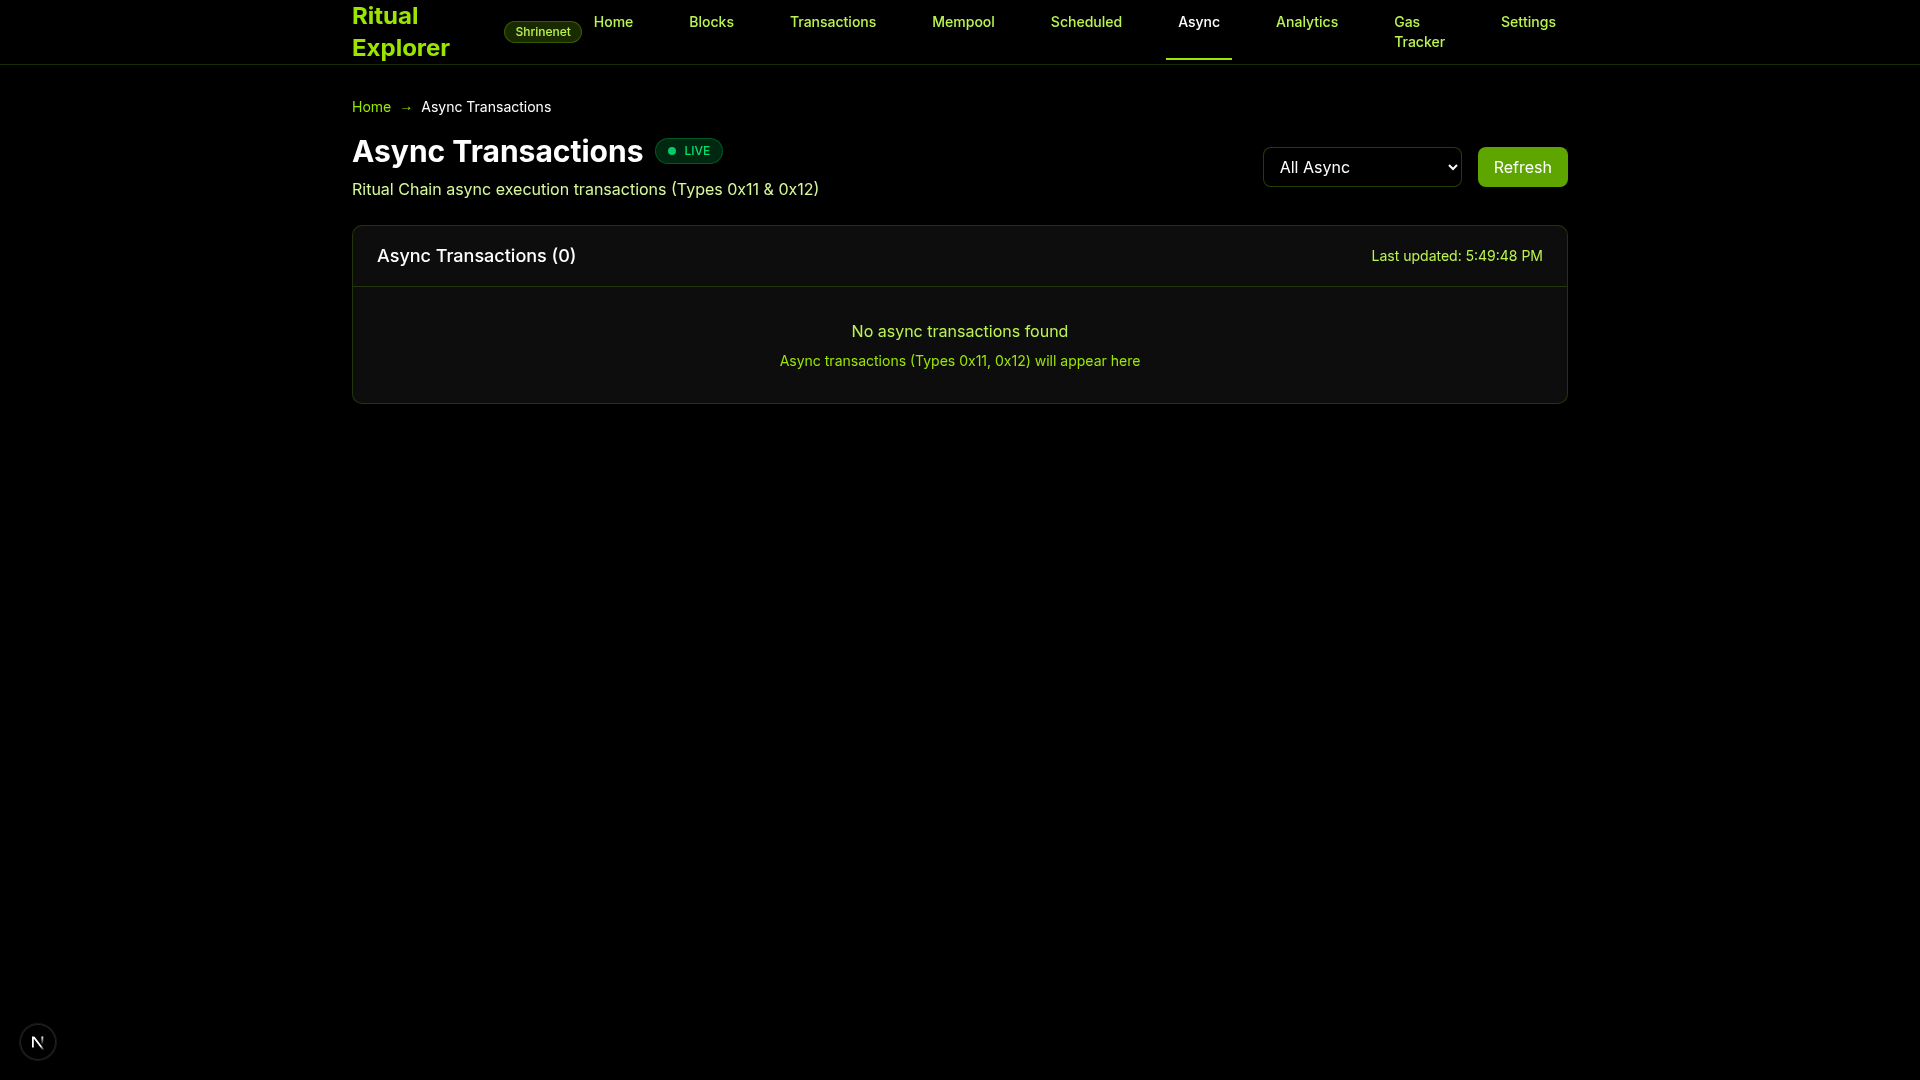 Ritual
Explorer
Shrinenet
Home
Blocks
Transactions
Mempool
Scheduled
Async
Analytics
Gas
Tracker
Settings
Home → Async Transactions
Async Transactions
LIVE
Ritual Chain async execution transactions (Types 0x11 & 0x12)
All Async
Refresh
Async Transactions (0)
Last updated: 5:49:48 PM
No async transactions found
Async transactions (Types 0x11, 0x12) will appear here
N